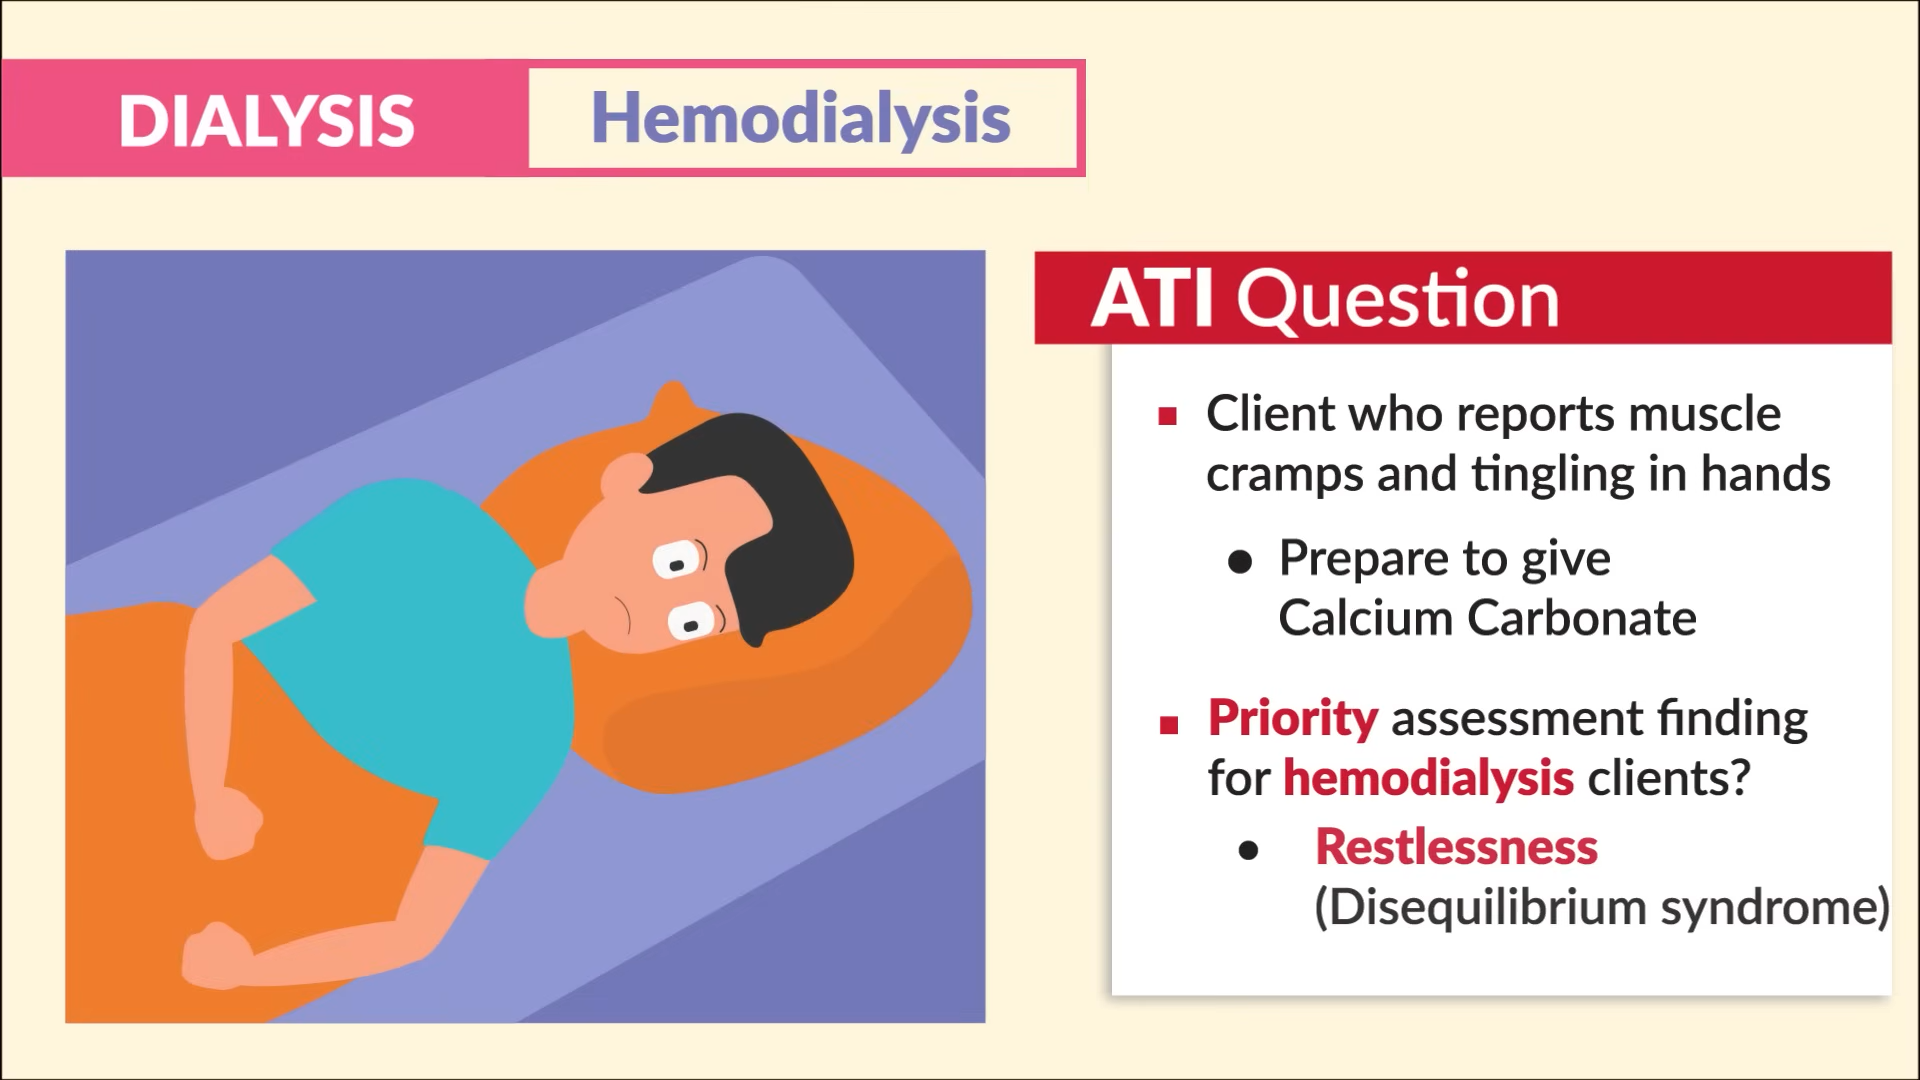 DIALYSIS
Hemodialysis
ATI Question
Client who reports muscle
cramps and tingling in hands
Prepare to give
Calcium Carbonate
Priority assessment finding
for hemodialysis clients?
Restlessness
(Disequilibrium syndrome)